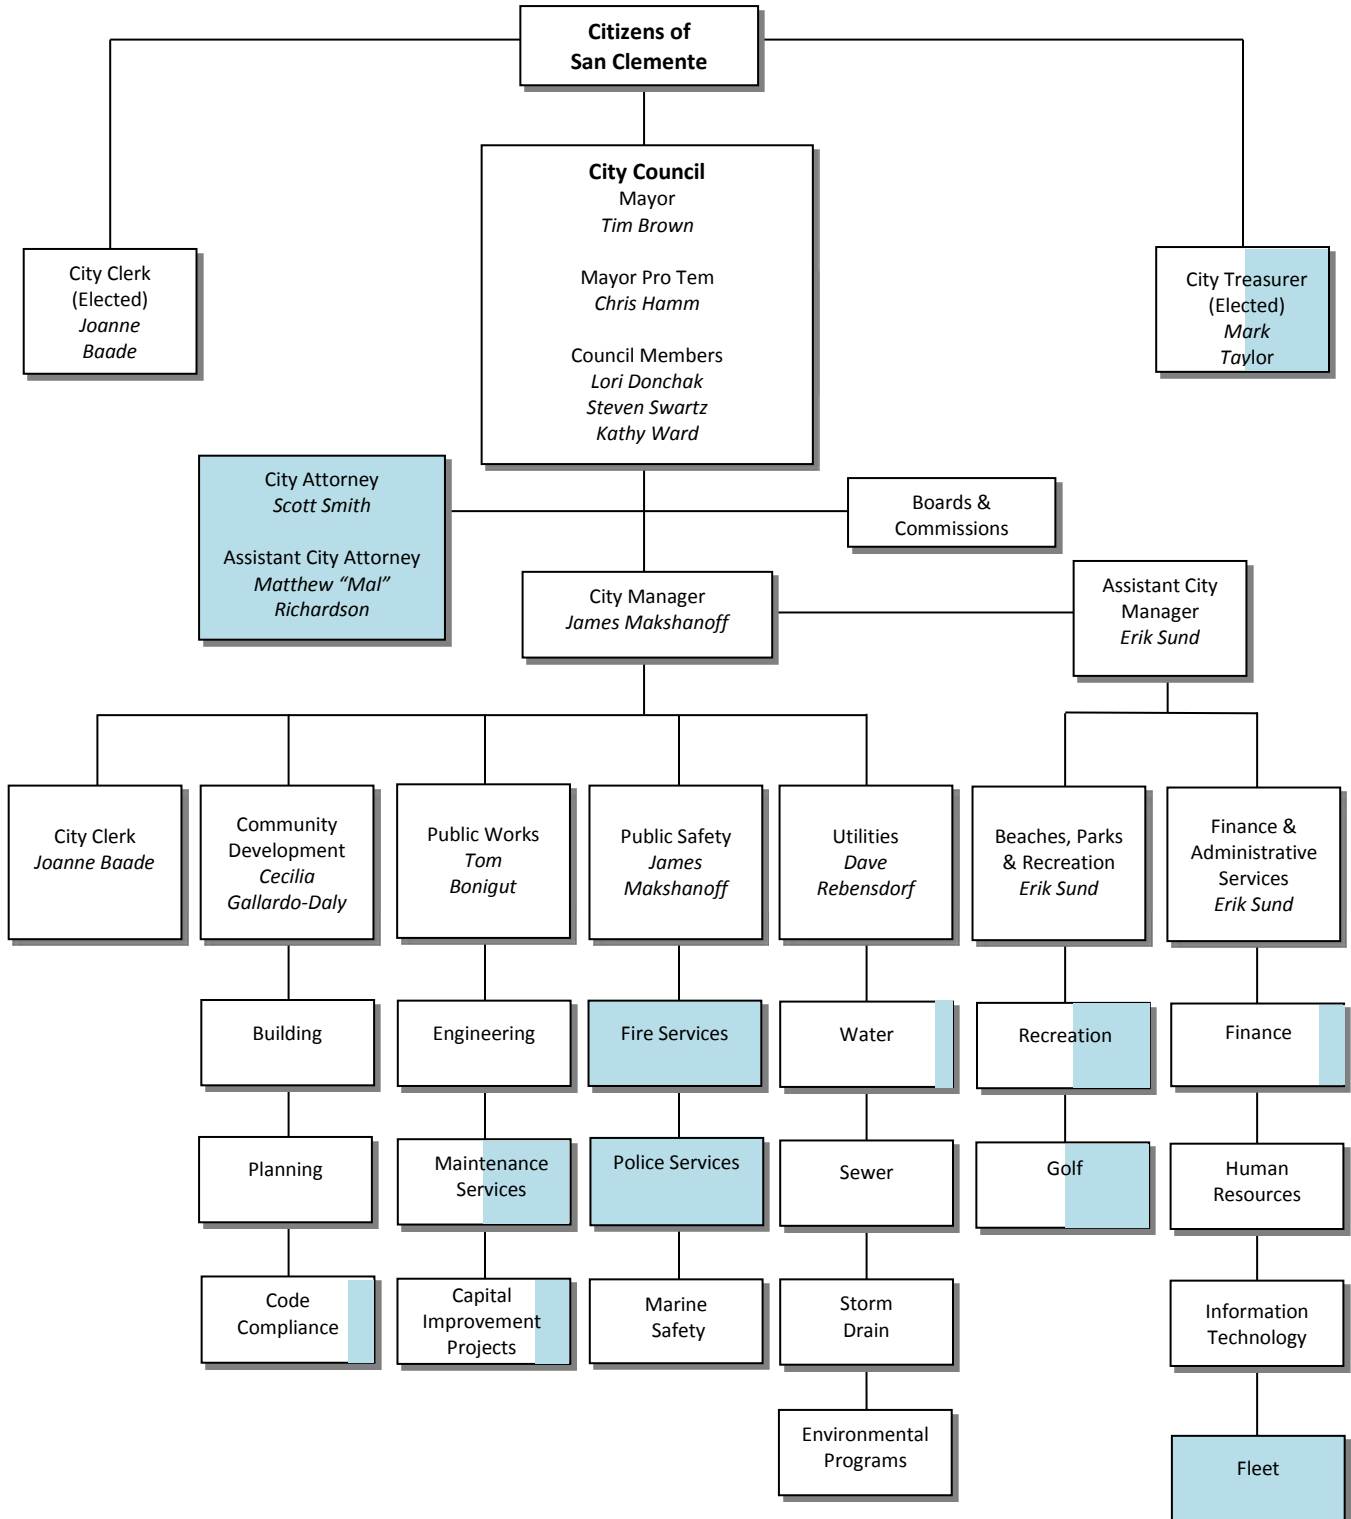 Citizens of
San Clemente
City Council
Mayor
Tim Brown
Mayor Pro Tem
Chris Hamm
Council Members
Lori Donchak
Steven Swartz
Kathy Ward
City Clerk
(Elected)
Joanne
Baade
City Treasurer
(Elected)
Mark
Taylor
City Attorney
Scott Smith
Assistant City Attorney
Matthew “Mal”
Richardson
Boards &
Commissions
City Manager
James Makshanoff
Assistant City
Manager
Erik Sund
City Clerk
Joanne Baade
Community
Development
Cecilia
Gallardo-Daly
Public Works
Tom
Bonigut
Public Safety
James
Makshanoff
Utilities
Dave
Rebensdorf
Beaches, Parks
& Recreation
Erik Sund
Finance &
Administrative
Services
Erik Sund
Building
Engineering
Fire Services
Water
Recreation
Finance
Planning
Maintenance
Services
Police Services
Sewer
Golf
Human
Resources
Code
Compliance
Capital
Improvement
Projects
Marine
Safety
Storm
Drain
Information
Technology
Environmental
Programs
Fleet